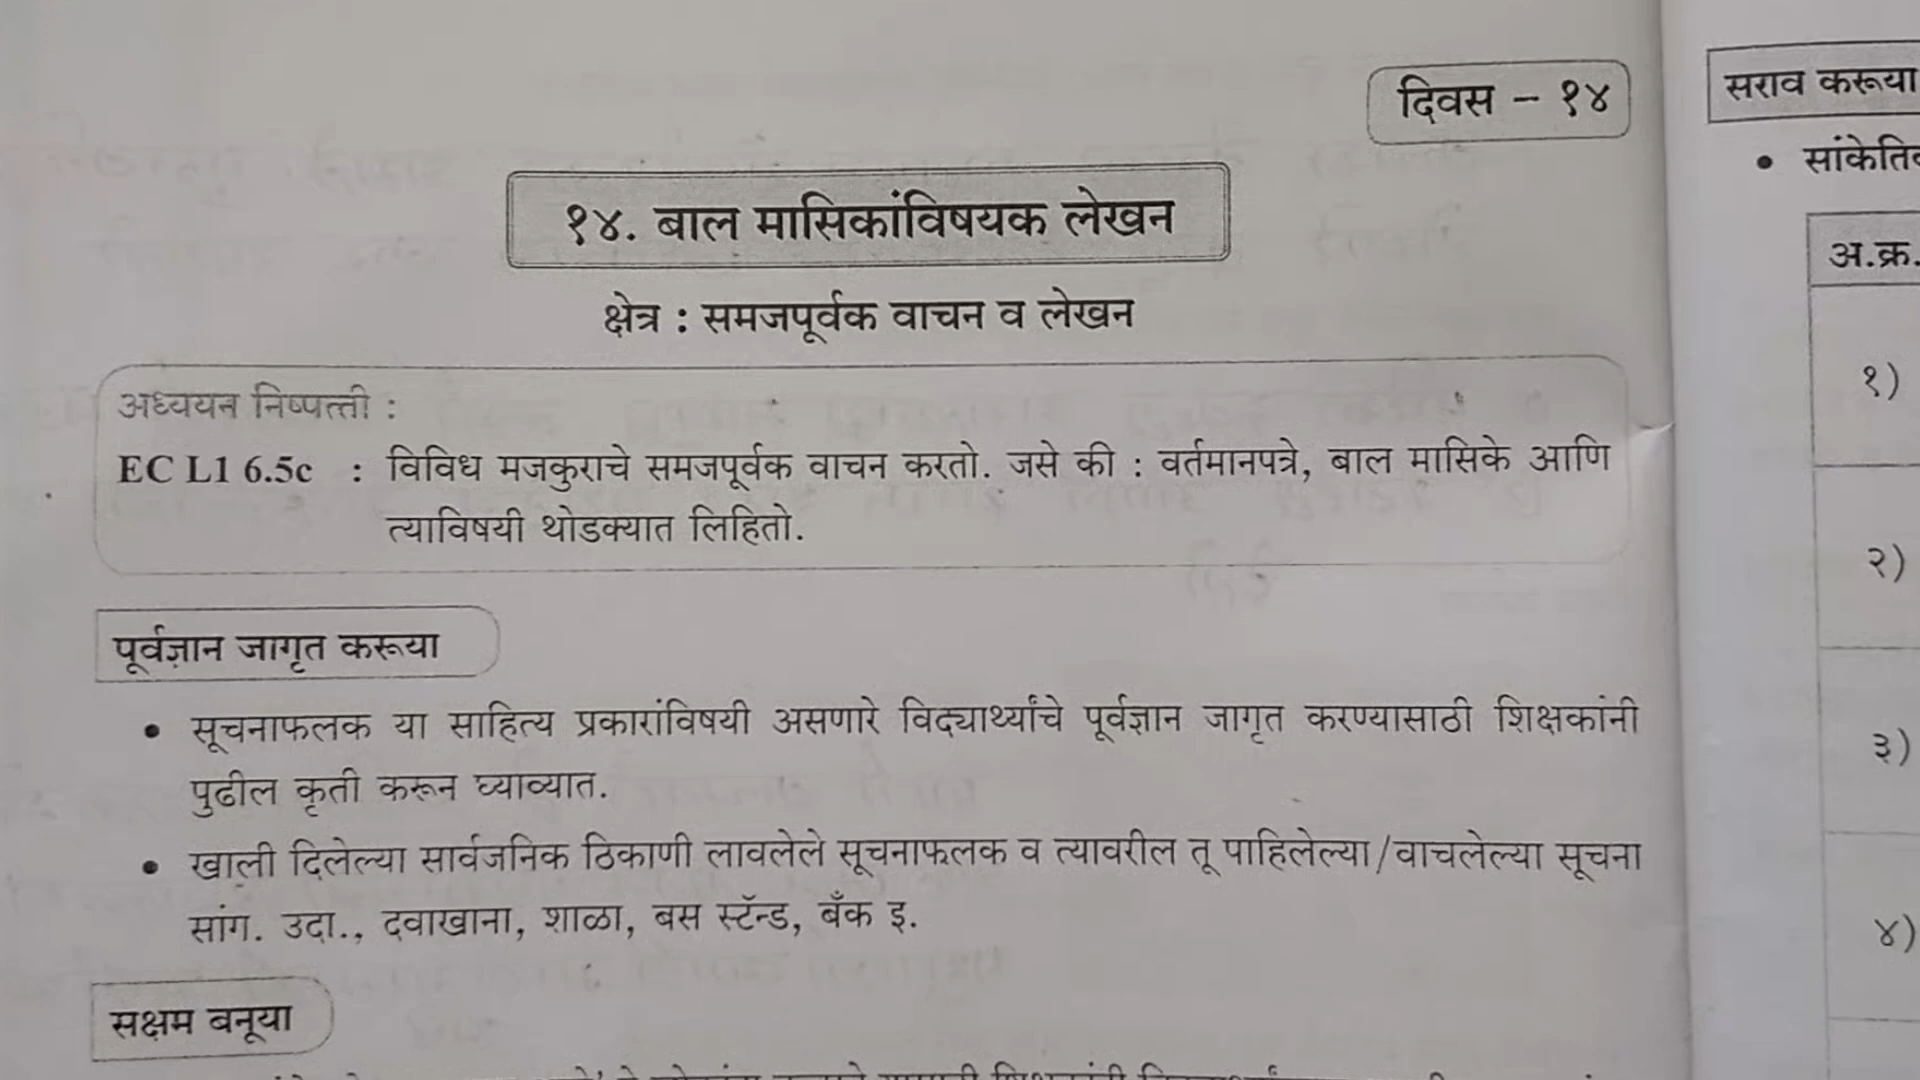 दिवस – १४
१४. बाल मासिकांविषयक लेखन
क्षेत्र : समजपूर्वक वाचन व लेखन
अध्ययन निष्पत्ती :
EC L1 6.5c : विविध मजकुराचे समजपूर्वक वाचन करतो. जसे की : वर्तमानपत्रे, बाल मासिके आणि
त्याविषयी थोडक्यात लिहितो.
पूर्वज्ञान जागृत करूया
• सूचनाफलक या साहित्य प्रकारांविषयी असणारे विद्यार्थ्यांचे पूर्वज्ञान जागृत करण्यासाठी शिक्षकांनी
पुढील कृती करून घ्याव्यात.
• खाली दिलेल्या सार्वजनिक ठिकाणी लावलेले सूचनाफलक व त्यावरील तू पाहिलेल्या/वाचलेल्या सूचना
सांग. उदा., दवाखाना, शाळा, बस स्टॅन्ड, बँक इ.
सक्षम बनूया
सराव करूया
•
अ.क्र.
१)
२)
३)
४)